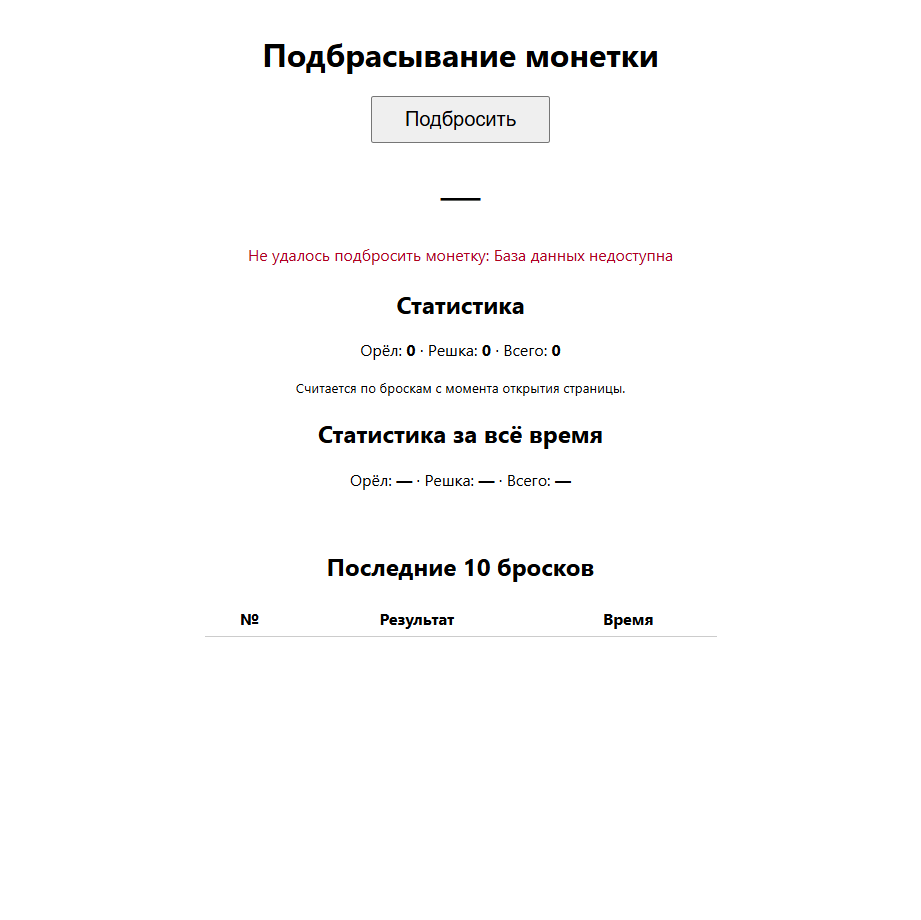 Подбрасывание монетки
Подбросить
—
Не удалось подбросить монетку: База данных недоступна
Статистика
Орёл: 0 · Решка: 0 · Всего: 0
Считается по броскам с момента открытия страницы.
Статистика за всё время
Орёл: — · Решка: — · Всего: —
Последние 10 бросков
№ Результат Время